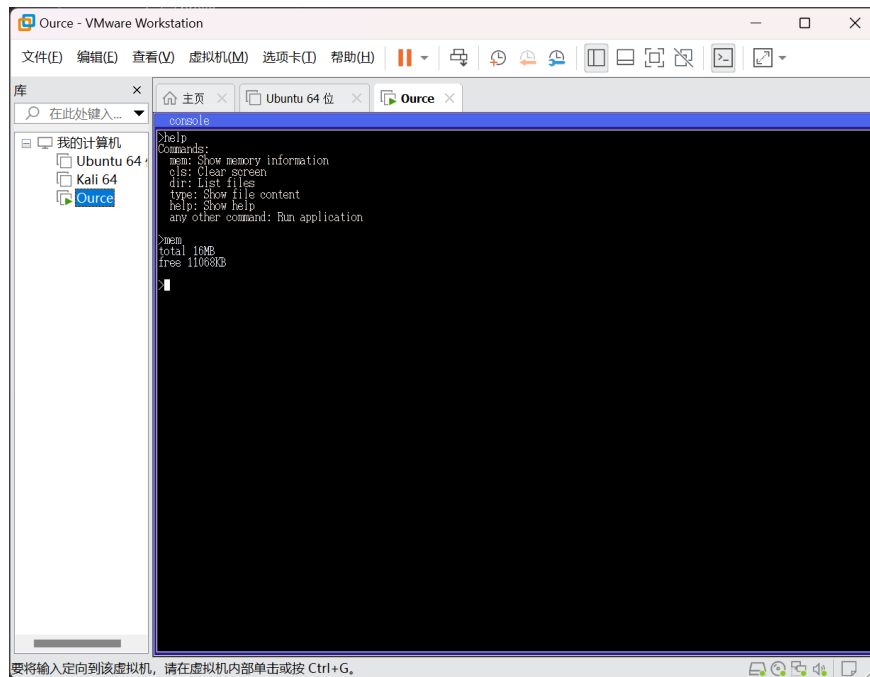 Ource - VMware Workstation
文件(F) 编辑(E) 查看(V) 虚拟机(M) 选项卡(T) 帮助(H)
库
在此处键入...
我的计算机
Ubuntu 64
Kali 64
Ource
主页
Ubuntu 64 位
Ource
console
>help
Commands:
mem: Show memory information
cls: Clear screen
dir: List files
type: Show file content
help: Show help
any other command: Run application
>mem
total 16MB
free 11068KB
>
要将输入定向到该虚拟机，请在虚拟机内部单击或按 Ctrl+G。